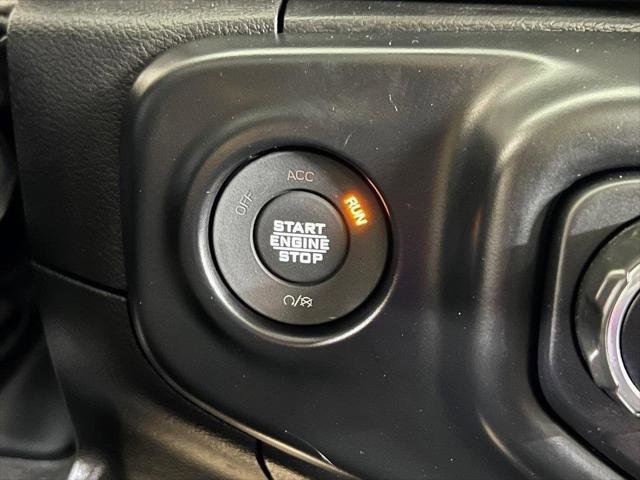 OFF ACC RUN
START
ENGINE
STOP